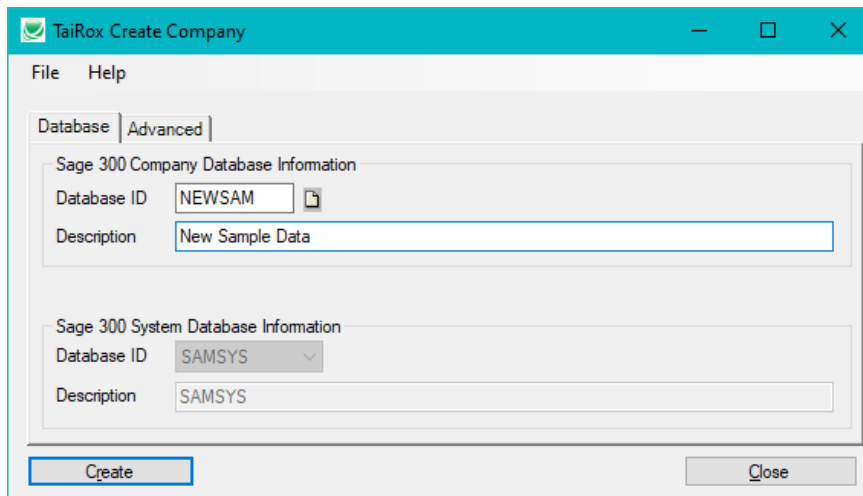 TaiRox Create Company
File Help
Database Advanced
Sage 300 Company Database Information
Database ID NEWSAM
Description New Sample Data
Sage 300 System Database Information
Database ID SAMSYS
Description SAMSYS
Create Close